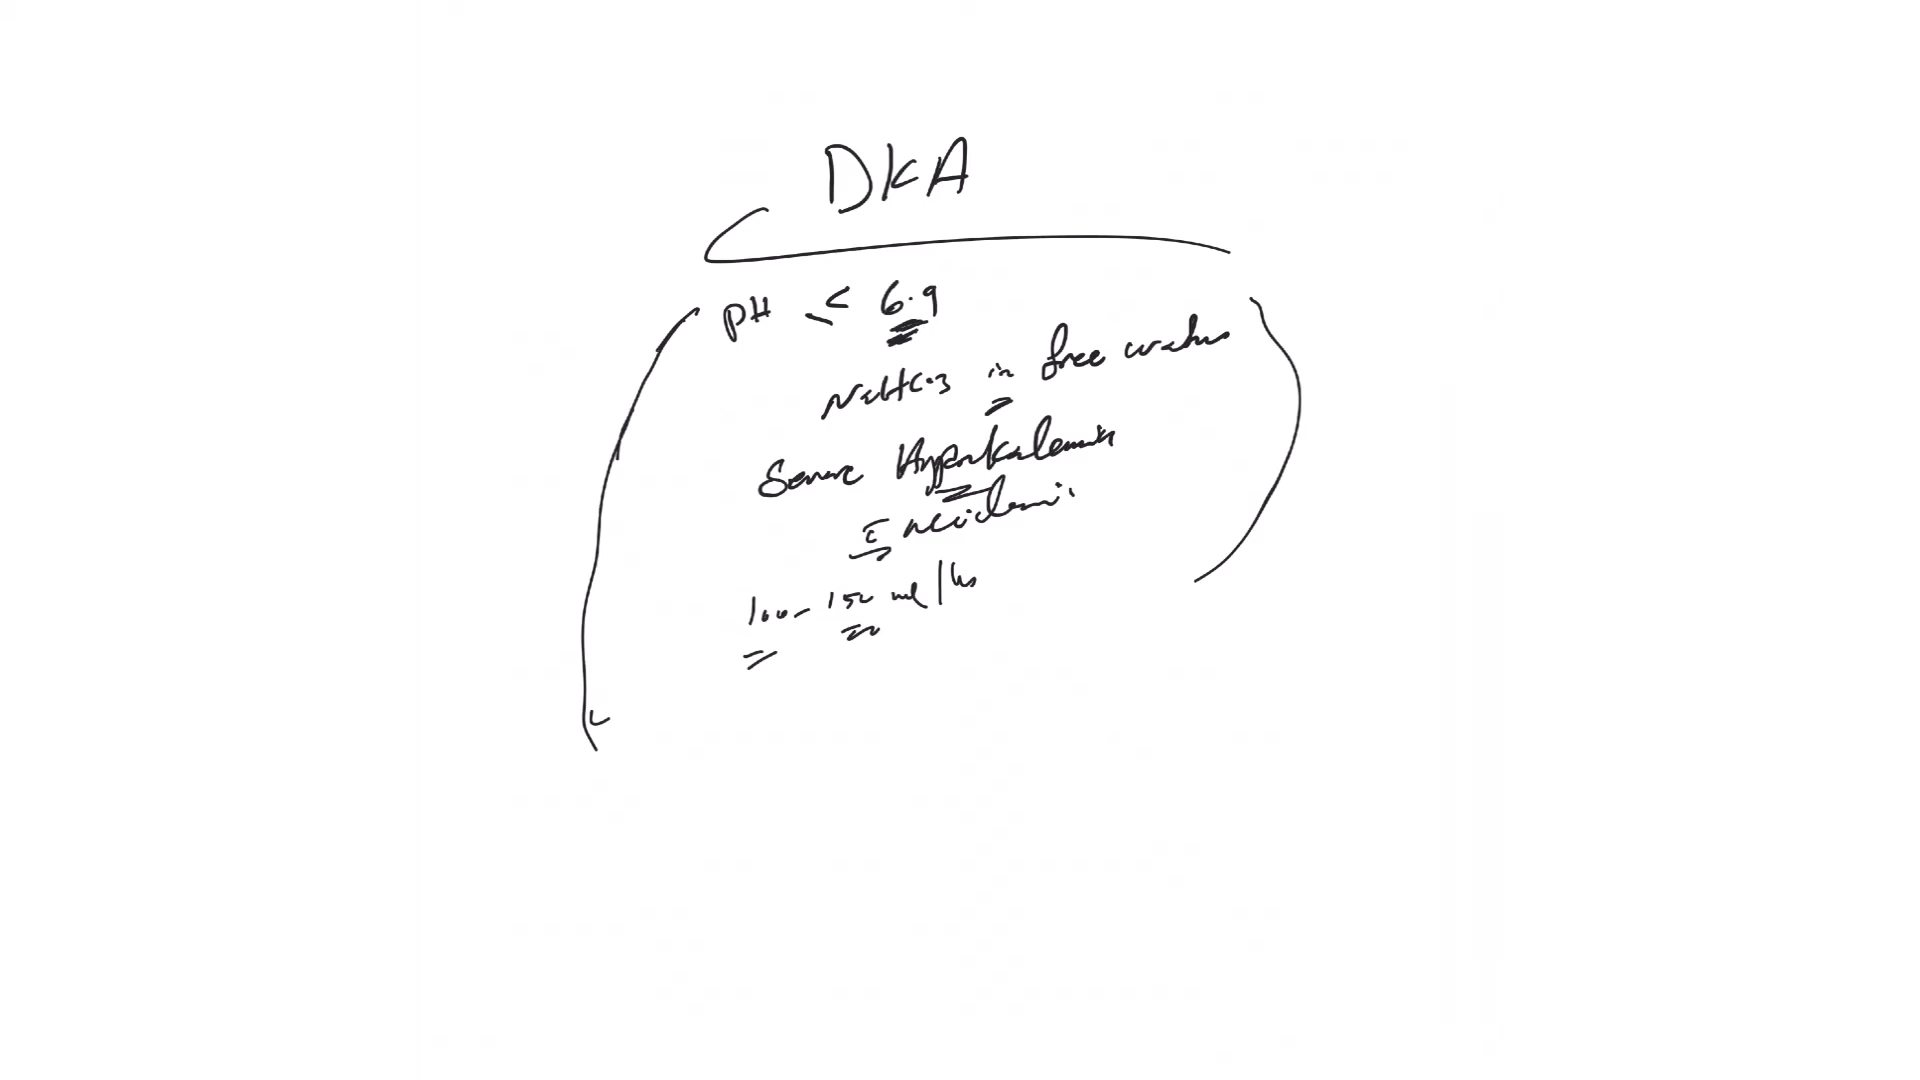 DKA
pH ≤ 6.9
NaHCO3 in free water
Severe Hyperkalemia
c̄ acidemia
100-150 ml/hr